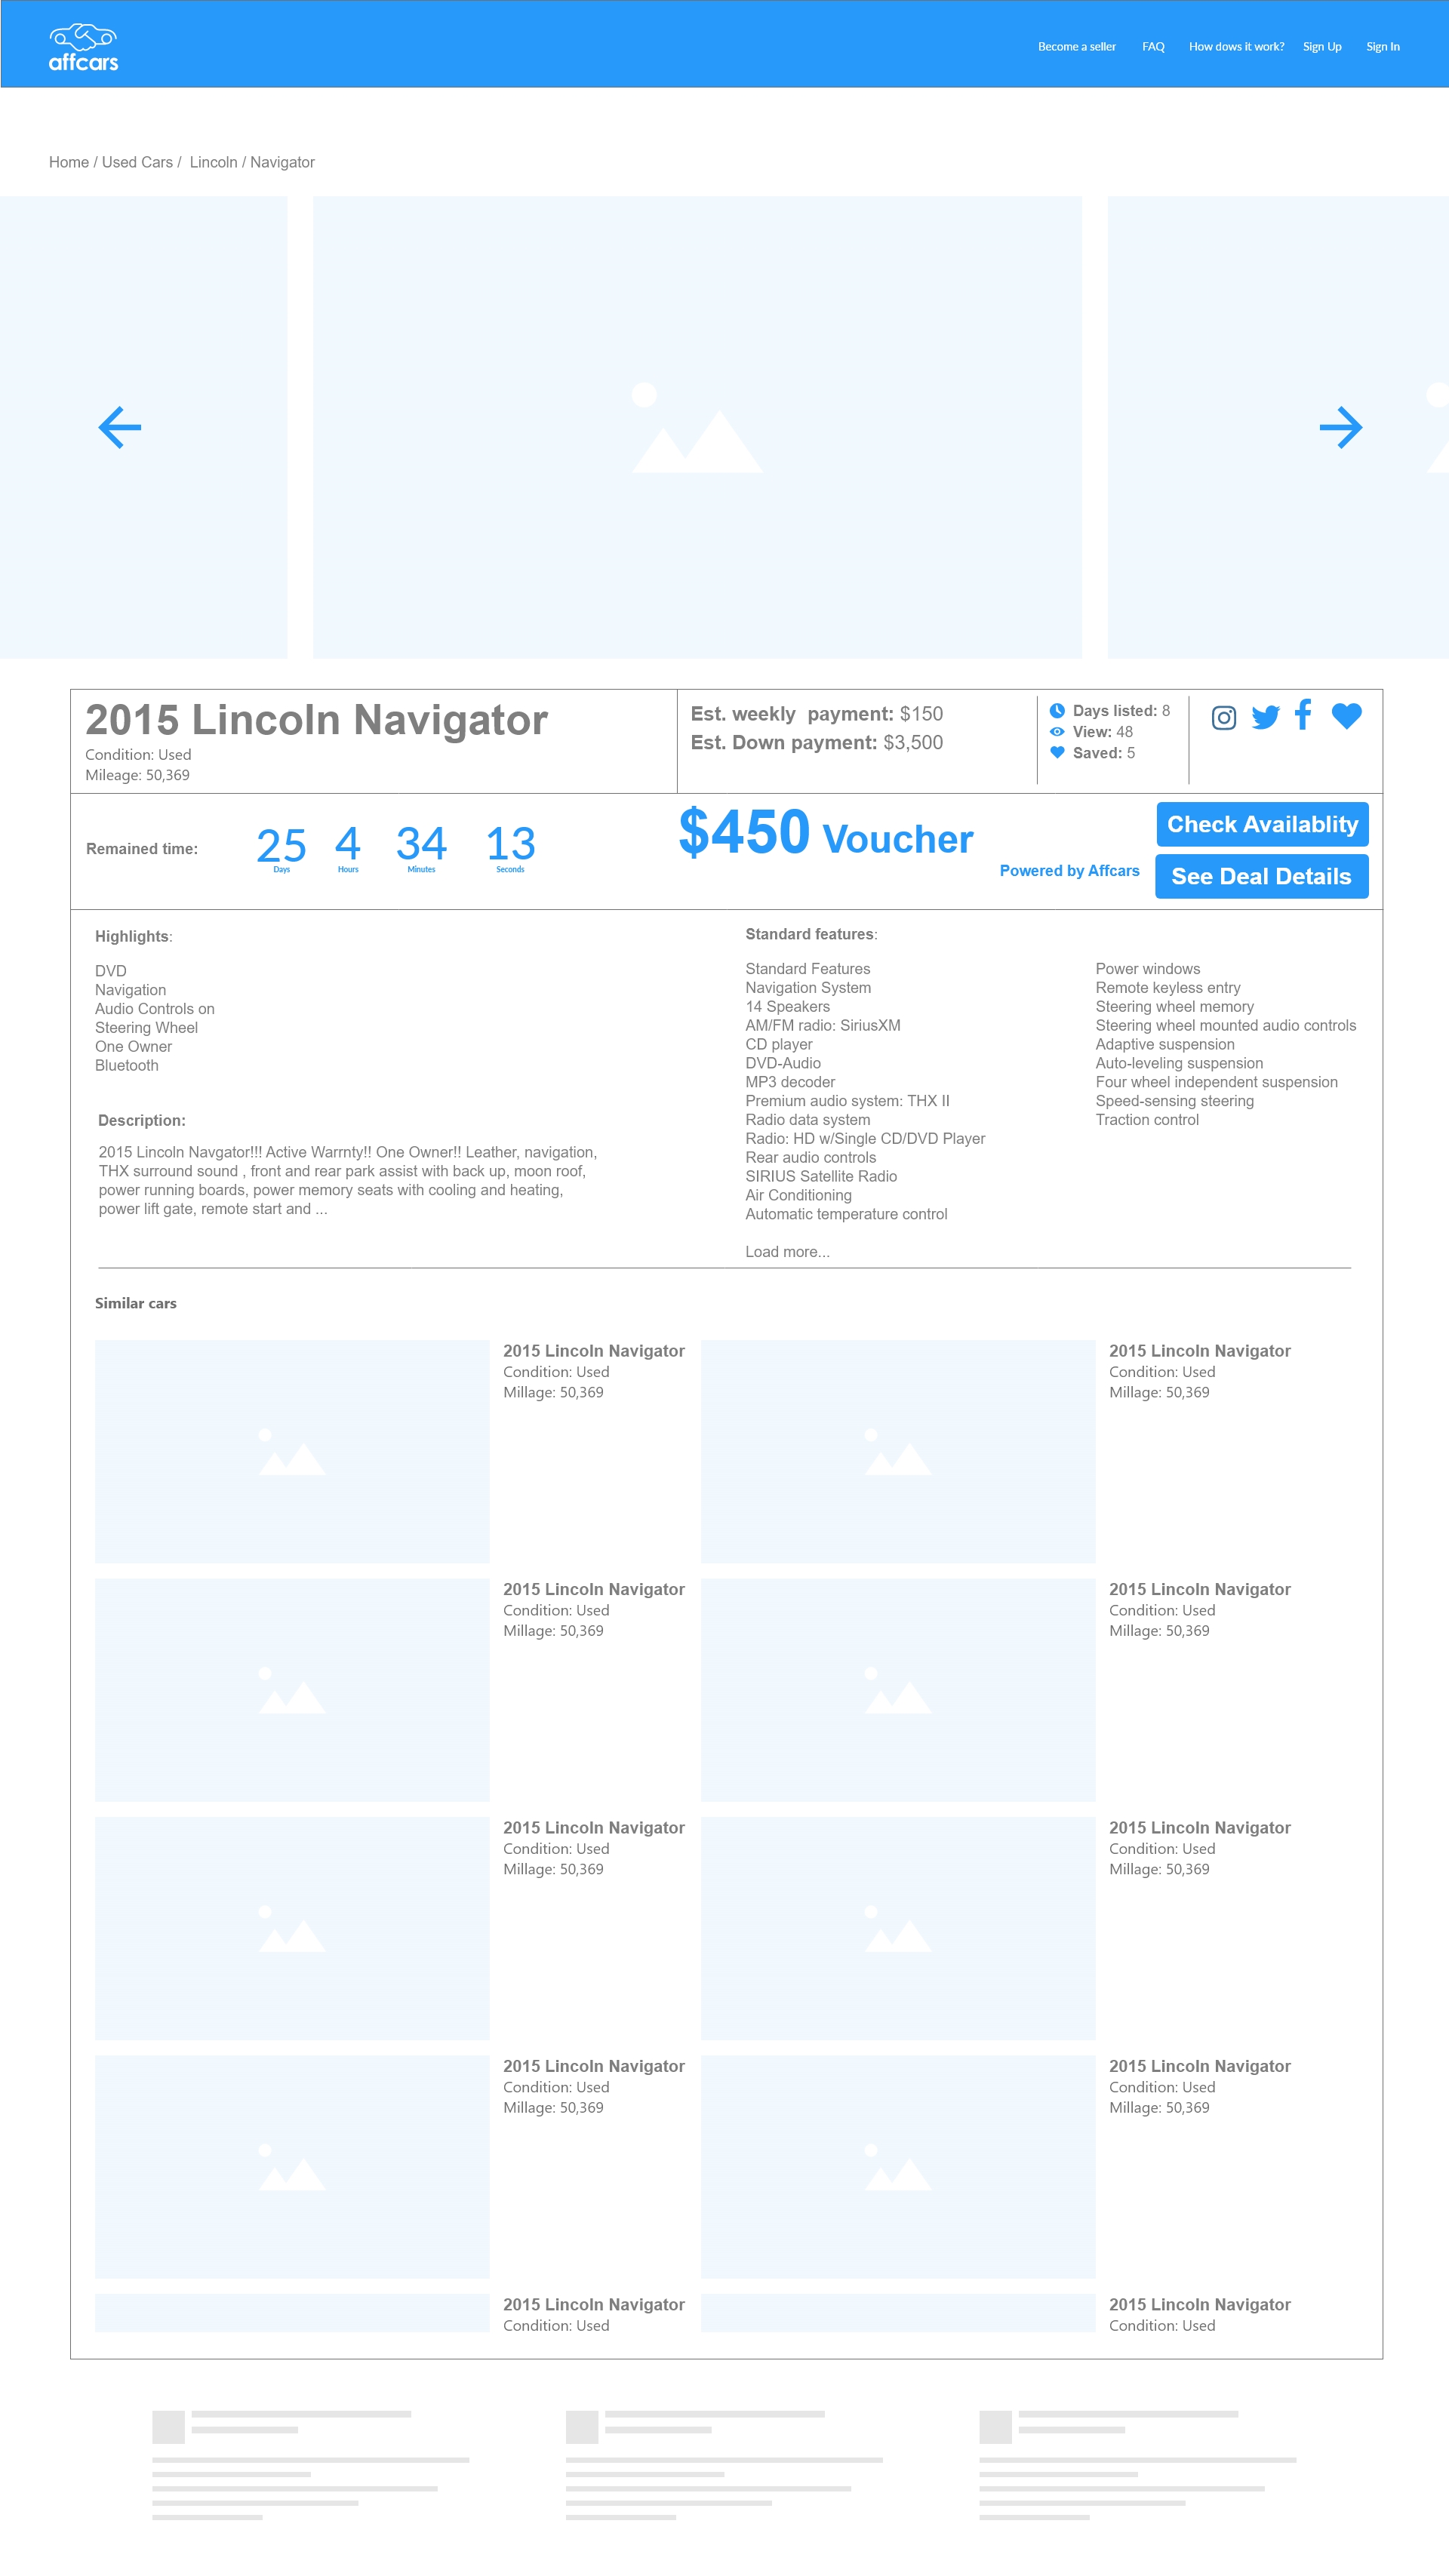 affcars
Become a seller FAQ How dows it work? Sign Up Sign In
Home / Used Cars / Lincoln / Navigator
2015 Lincoln Navigator
Condition: Used
Mileage: 50,369
Est. weekly payment: $150
Est. Down payment: $3,500
Days listed: 8
View: 48
Saved: 5
Remained time:
25 4 34 13
Days Hours Minutes Seconds
$450 Voucher
Powered by Affcars
Check Availablity
See Deal Details
Highlights:
DVD
Navigation
Audio Controls on
Steering Wheel
One Owner
Bluetooth
Description:
2015 Lincoln Navgator!!! Active Warrnty!! One Owner!! Leather, navigation,
THX surround sound , front and rear park assist with back up, moon roof,
power running boards, power memory seats with cooling and heating,
power lift gate, remote start and ...
Standard features:
Standard Features
Navigation System
14 Speakers
AM/FM radio: SiriusXM
CD player
DVD-Audio
MP3 decoder
Premium audio system: THX II
Radio data system
Radio: HD w/Single CD/DVD Player
Rear audio controls
SIRIUS Satellite Radio
Air Conditioning
Automatic temperature control
Load more...
Power windows
Remote keyless entry
Steering wheel memory
Steering wheel mounted audio controls
Adaptive suspension
Auto-leveling suspension
Four wheel independent suspension
Speed-sensing steering
Traction control
Similar cars
2015 Lincoln Navigator
Condition: Used
Millage: 50,369
2015 Lincoln Navigator
Condition: Used
Millage: 50,369
2015 Lincoln Navigator
Condition: Used
Millage: 50,369
2015 Lincoln Navigator
Condition: Used
Millage: 50,369
2015 Lincoln Navigator
Condition: Used
Millage: 50,369
2015 Lincoln Navigator
Condition: Used
Millage: 50,369
2015 Lincoln Navigator
Condition: Used
Millage: 50,369
2015 Lincoln Navigator
Condition: Used
Millage: 50,369
2015 Lincoln Navigator
Condition: Used
2015 Lincoln Navigator
Condition: Used